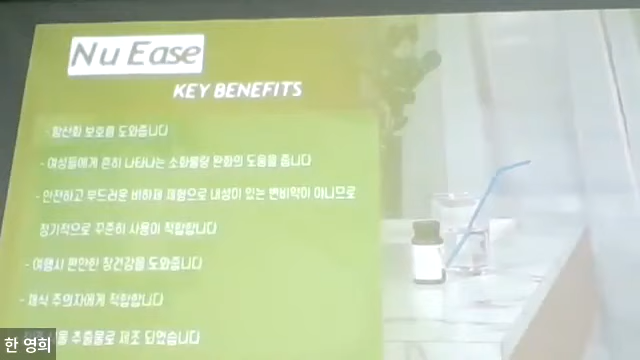 Nu Ease
KEY BENEFITS
- 항산화 보호를 도와줍니다
- 여성들에게 흔히 나타나는 소화불량 완화의 도움을 줍니다
- 안전하고 부드러운 비하제 제형으로 내성이 있는 변비약이 아니므로
정기적으로 꾸준히 사용이 적합합니다
- 여행시 편안한 장건강을 도와줍니다
- 채식 주의자에게 적합합니다
추출물로 제조 되었습니다
한 영희